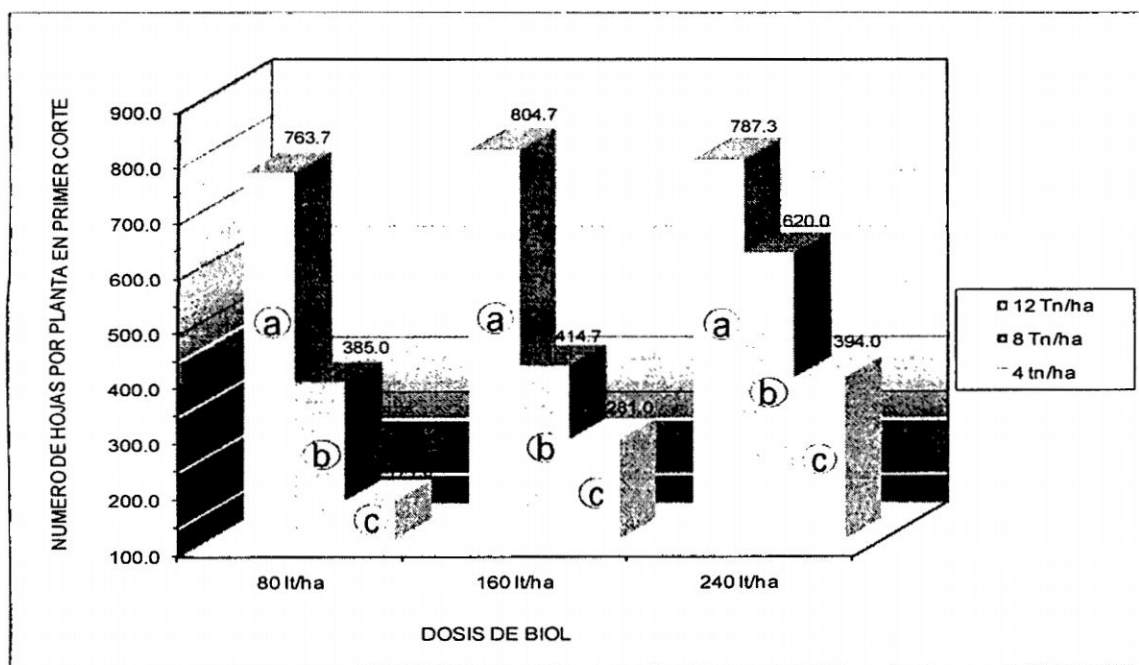 NUMERO DE HOJAS POR PLANTA EN PRIMER CORTE
900.0
800.0
700.0
600.0
500.0
400.0
300.0
200.0
100.0
763.7
385.0
804.7
414.7
281.0
787.3
620.0
394.0
a
b
c
a
b
c
a
b
c
80 lt/ha
160 lt/ha
240 lt/ha
DOSIS DE BIOL
12 Tn/ha
8 Tn/ha
4 tn/ha